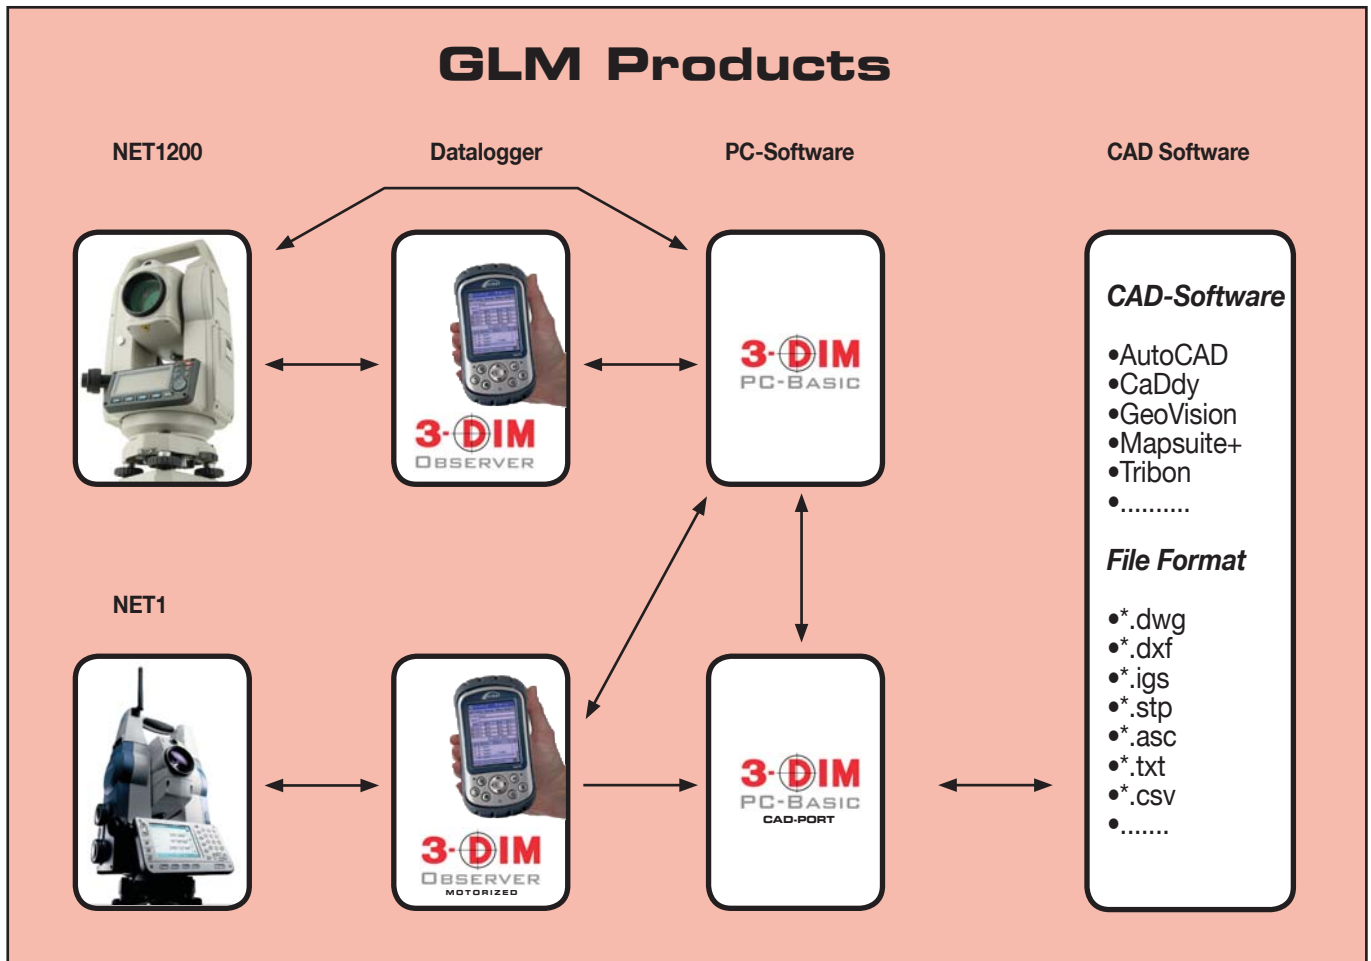 GLM Products
NET1200
Datalogger
PC-Software
CAD Software
3-DIM
OBSERVER
3-DIM
PC-BASIC
CAD-Software
•AutoCAD
•CaDdy
•GeoVision
•Mapsuite+
•Tribon
•..........
File Format
•*.dwg
•*.dxf
•*.igs
•*.stp
•*.asc
•*.txt
•*.csv
•.......
NET1
3-DIM
OBSERVER
MOTORIZED
3-DIM
PC-BASIC
CAD-PORT